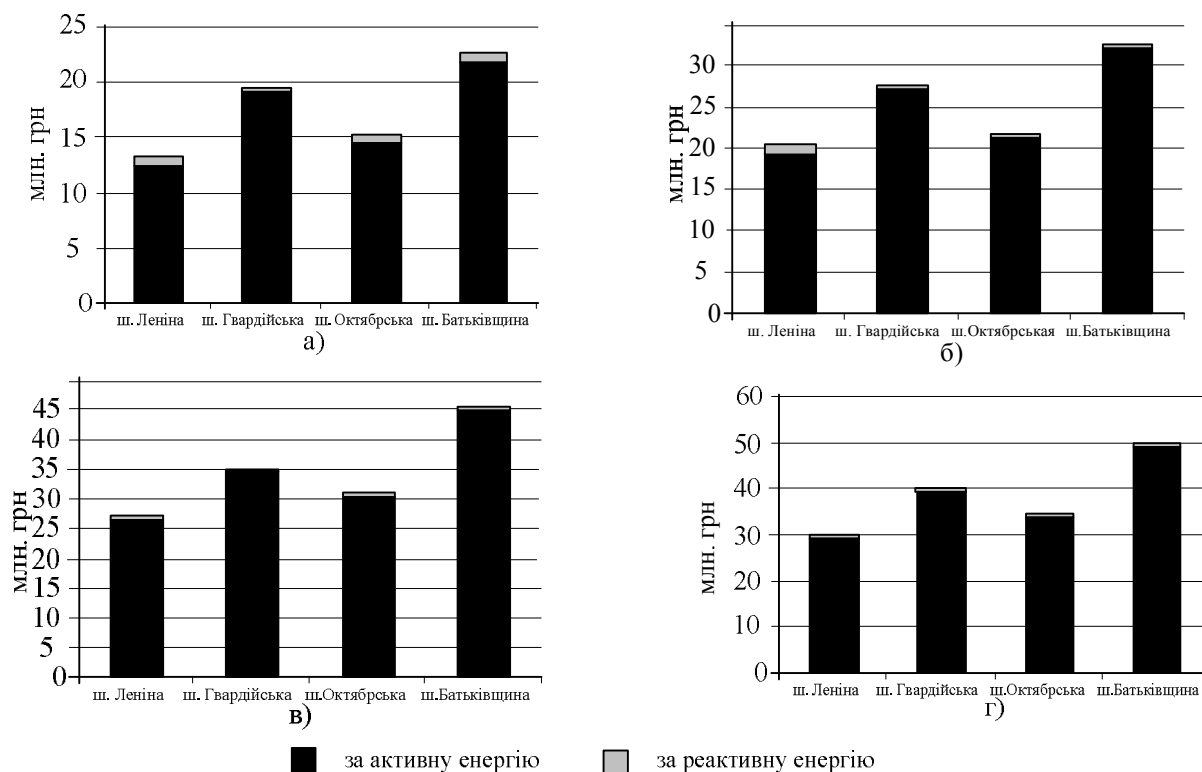 25
20
15
10
5
0
млн. грн
ш. Леніна ш. Гвардійська ш.Октябрська ш. Батьківщина
а)
30
25
20
15
10
5
0
млн. грн
ш. Леніна ш. Гвардійська ш.Октябрськая ш.Батьківщина
б)
45
40
35
30
25
20
15
10
5
0
млн. грн
ш. Леніна ш. Гвардійська ш.Октябрська ш.Батьківщина
в)
60
50
40
30
20
10
0
млн. грн
ш. Леніна ш. Гвардійська ш.Октябрська ш.Батьківщина
г)
за активну енергію за реактивну енергію